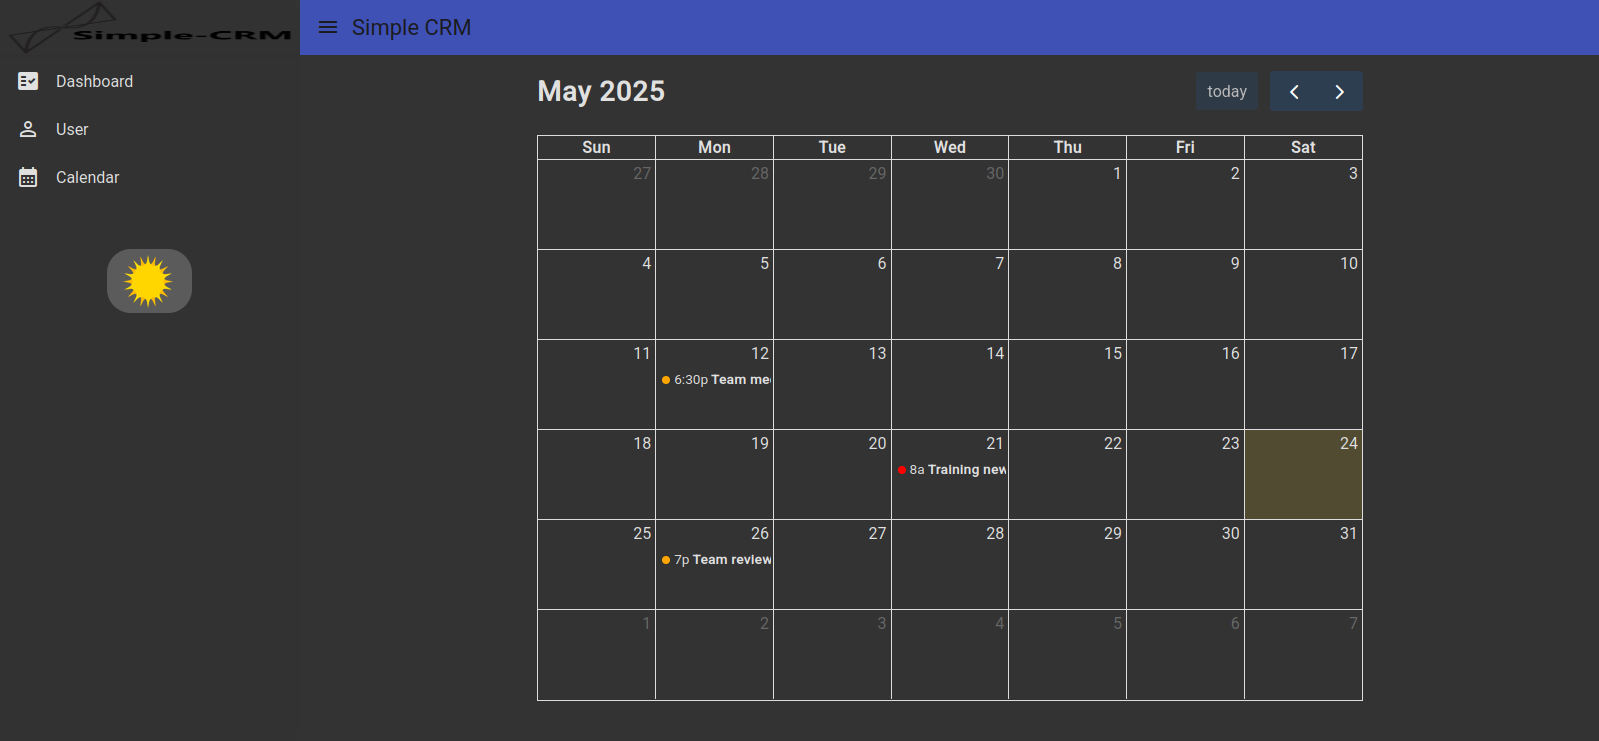 Simple-CRM
Simple CRM
Dashboard
User
Calendar
May 2025
today
Sun Mon Tue Wed Thu Fri Sat
27 28 29 30 1 2 3
4 5 6 7 8 9 10
11 12 13 14 15 16 17
6:30p Team me
18 19 20 21 22 23 24
8a Training new
25 26 27 28 29 30 31
7p Team review
1 2 3 4 5 6 7